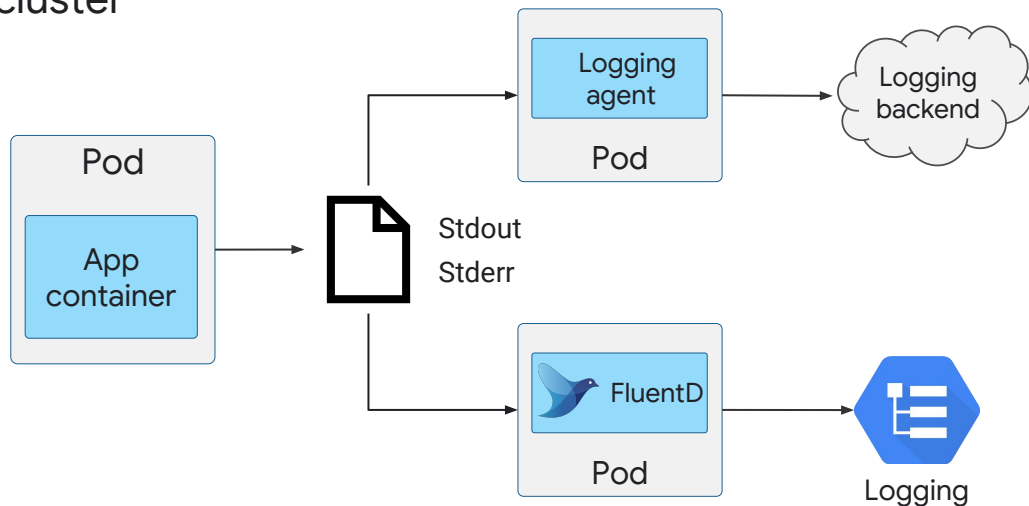 cluster
Pod
App
container
Stdout
Stderr
Logging
agent
Pod
Logging
backend
FluentD
Pod
Logging